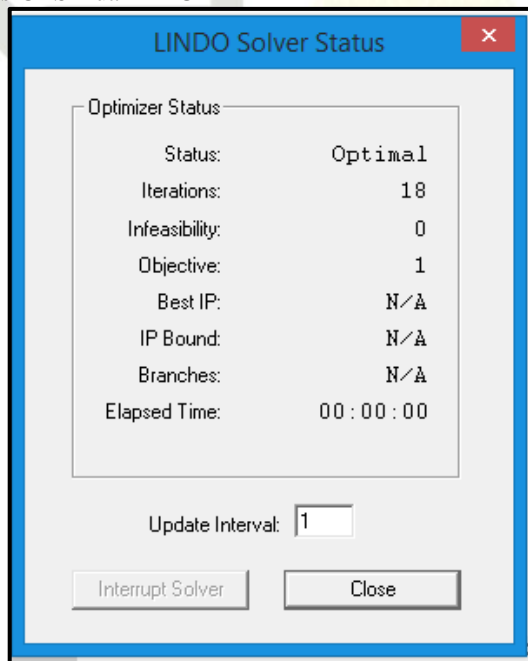 LINDO Solver Status
Optimizer Status
Status: Optimal
Iterations: 18
Infeasibility: 0
Objective: 1
Best IP: N/A
IP Bound: N/A
Branches: N/A
Elapsed Time: 00:00:00
Update Interval: 1
Interrupt Solver Close